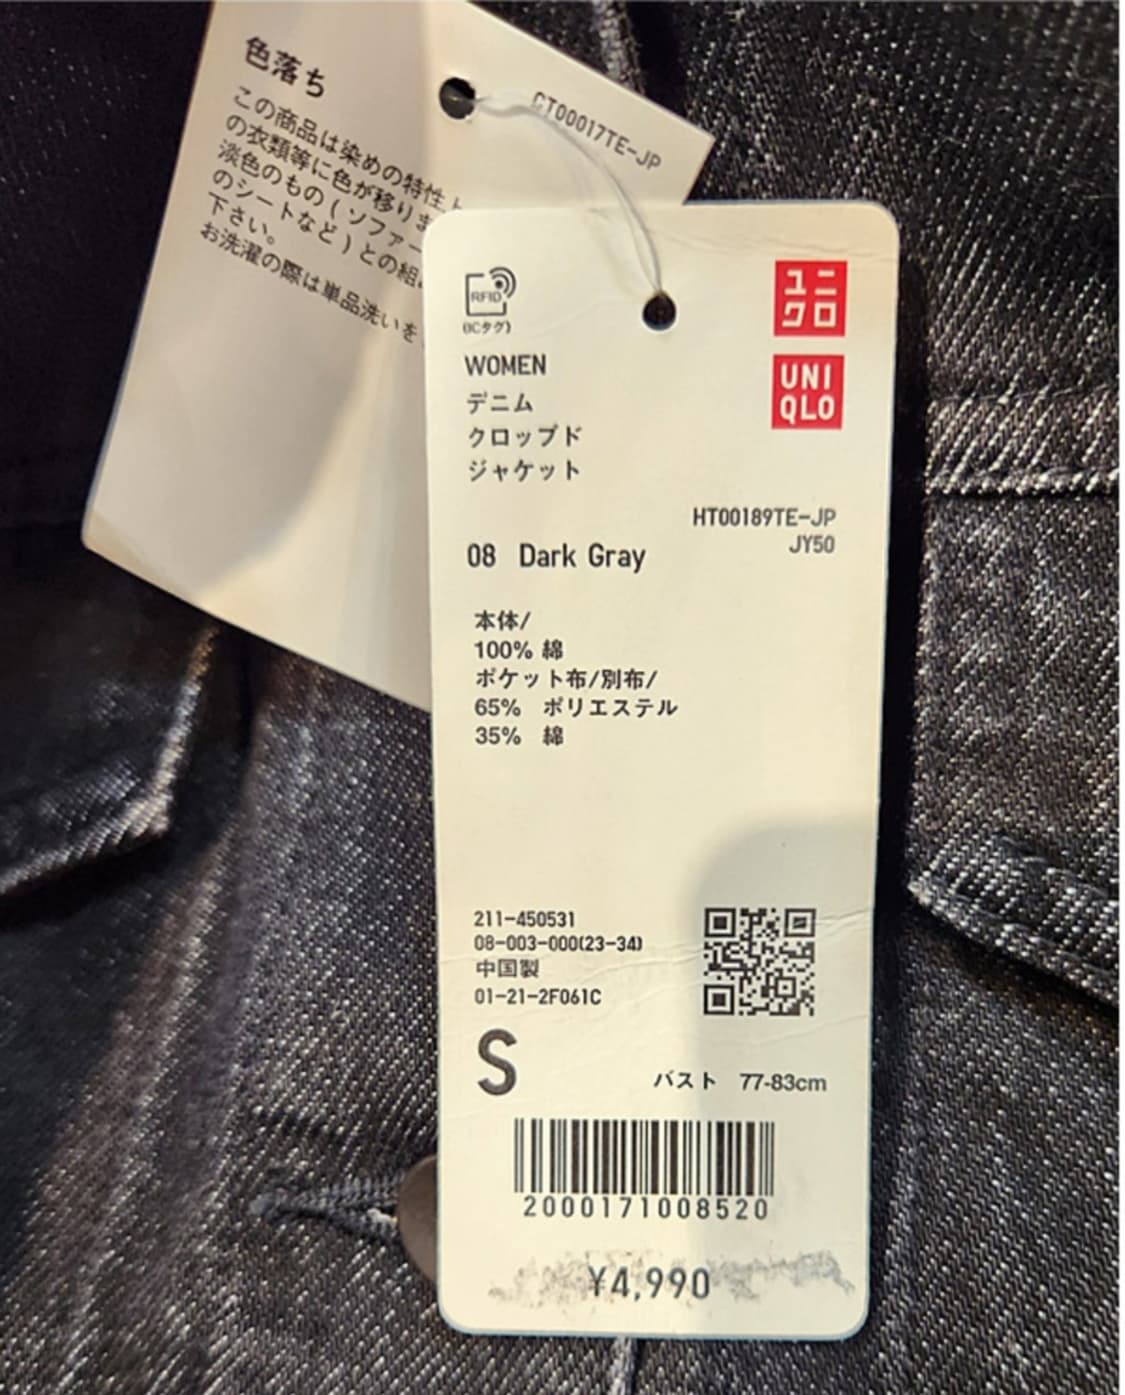 色落ち
この商品は染めの特性
の衣類等に色が移りま
淡色のもの(ソファー
のシートなど)との組
下さい。
お洗濯の際は単品洗いを
CT00017TE-JP
RFID
(ICタグ)
ユニ
クロ
UNI
QLO
WOMEN
デニム
クロップド
ジャケット
HT00189TE-JP
JY50
08 Dark Gray
本体/
100% 綿
ポケット布/別布/
65% ポリエステル
35% 綿
211-450531
08-003-000(23-34)
中国製
01-21-2F061C
S
バスト 77-83cm
2000171008520
¥4,990